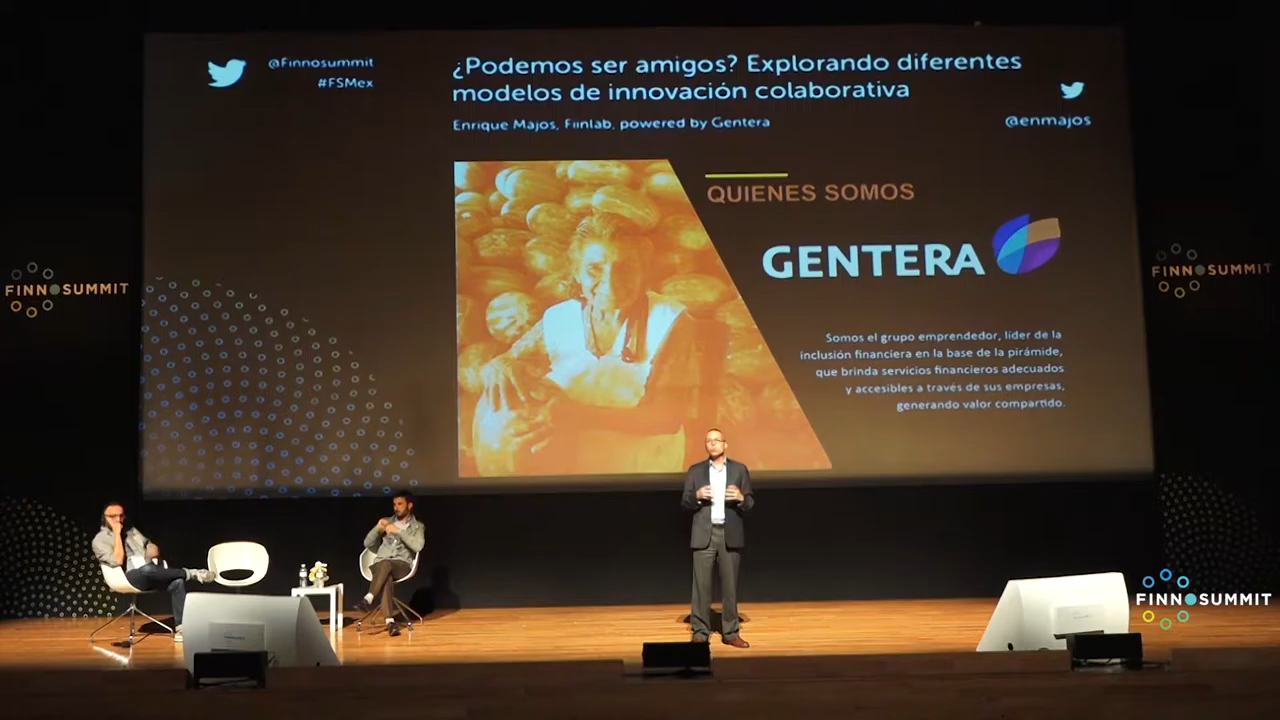 @Finnosummit
#FSMex
¿Podemos ser amigos? Explorando diferentes
modelos de innovación colaborativa
Enrique Majos, Fiinlab, powered by Gentera
@enmajos
QUIENES SOMOS
GENTERA
Somos el grupo emprendedor, líder de la
inclusión financiera en la base de la pirámide,
que brinda servicios financieros adecuados
y accesibles a través de sus empresas,
generando valor compartido.
FINNOSUMMIT
FINNOSUMMIT
FINNOSUMMIT